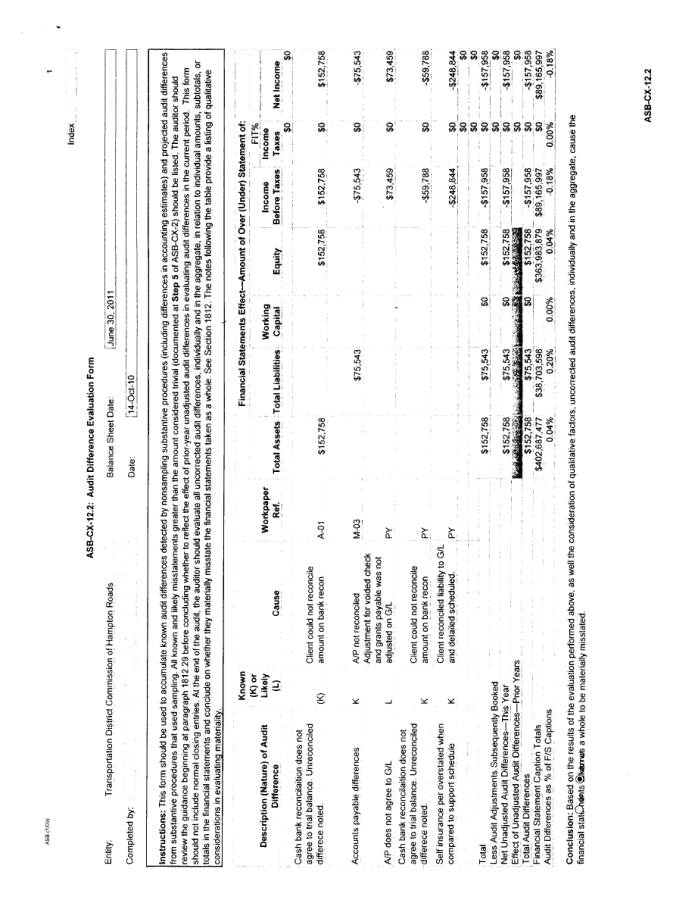 ASB (1/09)
Index
1
ASB-CX-12.2: Audit Difference Evaluation Form
Entity: Transportation District Commission of Hampton Roads Balance Sheet Date: June 30, 2011
Completed by: Date: 14-Oct-10
Instructions: This form should be used to accumulate known audit differences detected by nonsampling substantive procedures (including differences in accounting estimates) and projected audit differences
from substantive procedures that used sampling. All known and likely misstatements greater than the amount considered trivial (documented at Step 5 of ASB-CX-2) should be listed. The auditor should
review the guidance beginning at paragraph 1812.29 before concluding whether to reflect the effect of prior-year unadjusted audit differences in evaluating audit differences in the current period. This form
should not include normal closing entries. At the end of the audit, the auditor should evaluate all uncorrected audit differences, individually and in the aggregate, in relation to individual amounts, subtotals, or
totals in the financial statements and conclude on whether they materially misstate the financial statements taken as a whole. See Section 1812. The notes following the table provide a listing of qualitative
considerations in evaluating materiality.
Financial Statements Effect—Amount of Over (Under) Statement of:
Description (Nature) of Audit Difference Known (K) or Likely (L) Cause Workpaper Ref. Total Assets Total Liabilities Working Capital Equity Income Before Taxes FIT% Income Taxes Net Income
$0 $0
Cash bank reconciliation does not
agree to trial balance. Unreconciled Client could not reconcile
differece noted. (K) amount on bank recon A-01 $152,758 $152,758 $152,758 $0 $152,758
Accounts payable differences K A/P not reconciled M-03 $75,543 -$75,543 $0 -$75,543
Adjustment for voided check
and grants payable was not
A/P does not agree to G/L L adjusted on G/L PY $73,459 $0 $73,459
Cash bank reconciliation does not
agree to trial balance. Unreconciled Client could not reconcile
differece noted. K amount on bank recon PY -$59,788 $0 -$59,788
Self insurance per overstated when Client reconciled liability to G/L
compared to support schedule K and detailed scheduled. PY -$248,844 $0 -$248,844
$0 $0
$0 $0
Total $152,758 $75,543 $0 $152,758 -$157,958 $0 -$157,958
Less Audit Adjustments Subsequently Booked $0 $0
Net Unadjusted Audit Differences—This Year $152,758 $75,543 $0 $152,758 -$157,958 $0 -$157,958
Effect of Unadjusted Audit Differences—Prior Years $0 $0
Total Audit Differences $152,758 $75,543 $0 $152,758 -$157,958 $0 -$157,958
Financial Statement Caption Totals $402,687,477 $38,703,598 $363,983,879 $89,165,997 $0 $89,165,997
Audit Differences as % of F/S Captions 0.04% 0.20% 0.00% 0.04% -0.18% 0.00% -0.18%
Conclusion: Based on the results of the evaluation performed above, as well the consideration of qualitative factors, uncorrected audit differences, individually and in the aggregate, cause the
financial as a whole to be materially misstated.
ASB-CX-12.2